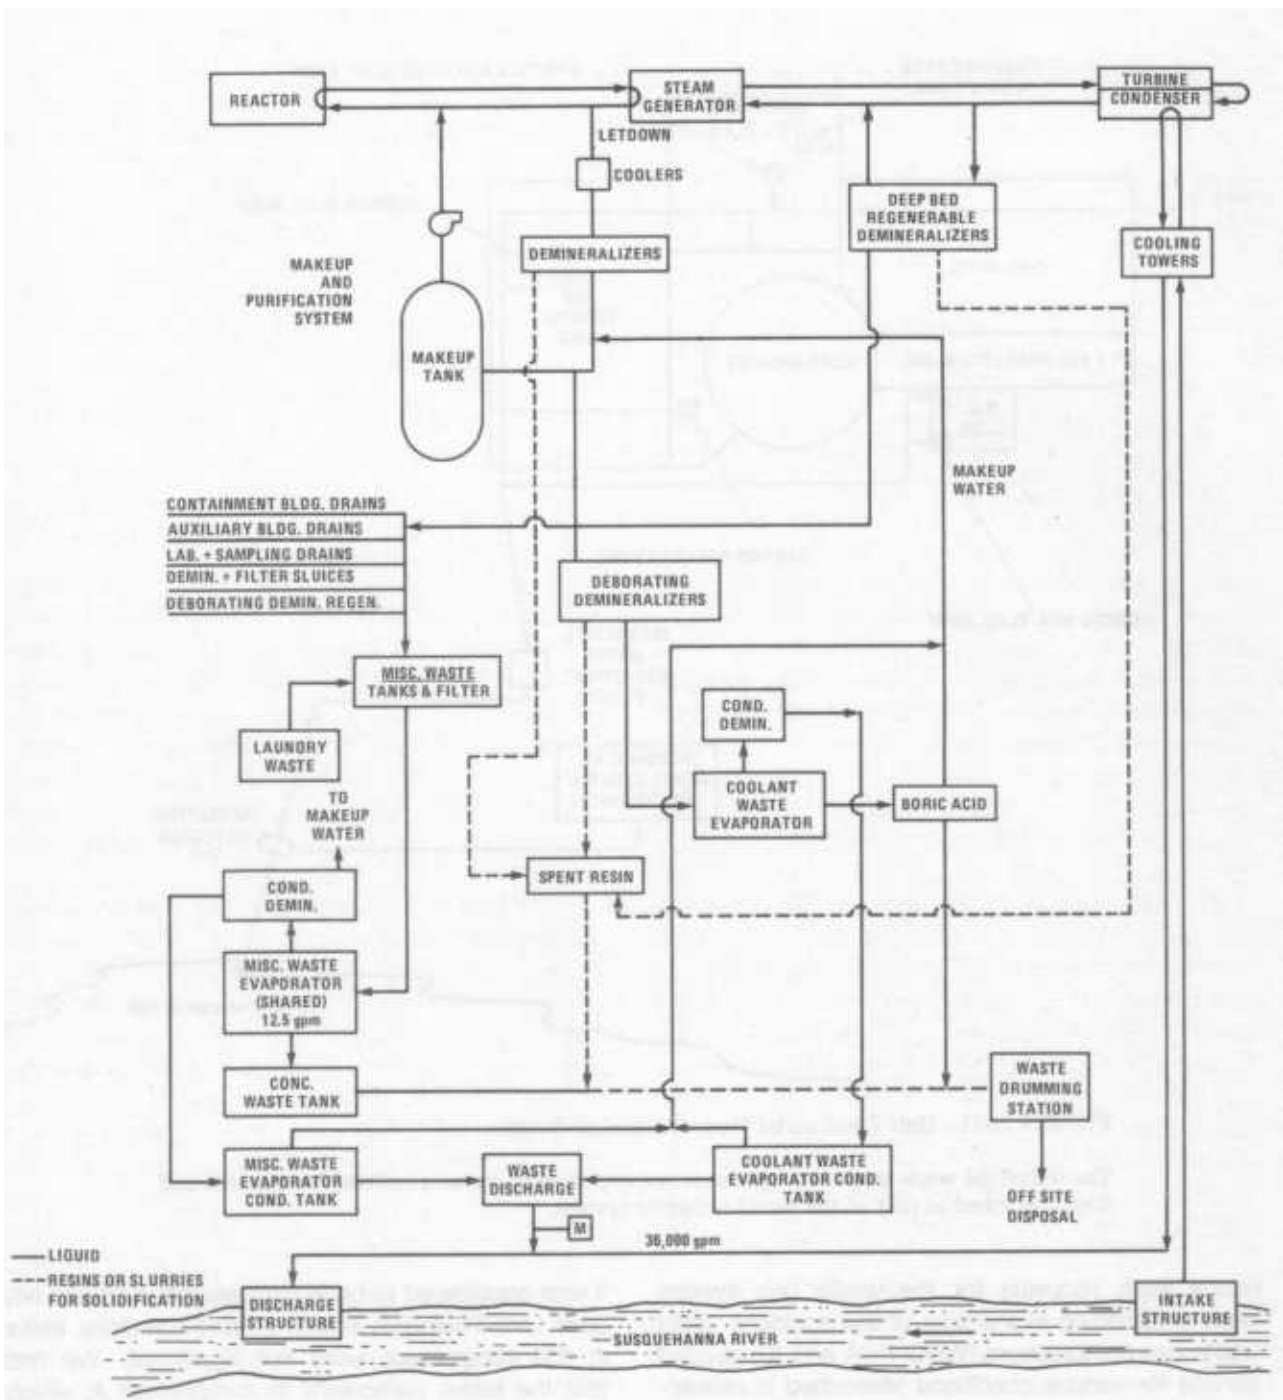 REACTOR
STEAM
GENERATOR
TURBINE
CONDENSER
LETDOWN
COOLERS
DEMINERALIZERS
DEEP BED
REGENERABLE
DEMINERALIZERS
COOLING
TOWERS
MAKEUP
AND
PURIFICATION
SYSTEM
MAKEUP
TANK
MAKEUP
WATER
CONTAINMENT BLDG. DRAINS
AUXILIARY BLDG. DRAINS
LAB. + SAMPLING DRAINS
DEMIN. + FILTER SLUICES
DEBORATING DEMIN. REGEN.
DEBORATING
DEMINERALIZERS
MISC. WASTE
TANKS & FILTER
LAUNDRY
WASTE
COND.
DEMIN.
COOLANT
WASTE
EVAPORATOR
BORIC ACID
TO
MAKEUP
WATER
SPENT RESIN
COND.
DEMIN.
MISC. WASTE
EVAPORATOR
(SHARED)
12.5 gpm
CONC.
WASTE TANK
WASTE
DRUMMING
STATION
MISC. WASTE
EVAPORATOR
COND. TANK
WASTE
DISCHARGE
COOLANT WASTE
EVAPORATOR COND.
TANK
OFF SITE
DISPOSAL
M
36,000 gpm
LIQUID
RESINS OR SLURRIES
FOR SOLIDIFICATION
DISCHARGE
STRUCTURE
INTAKE
STRUCTURE
SUSQUEHANNA RIVER